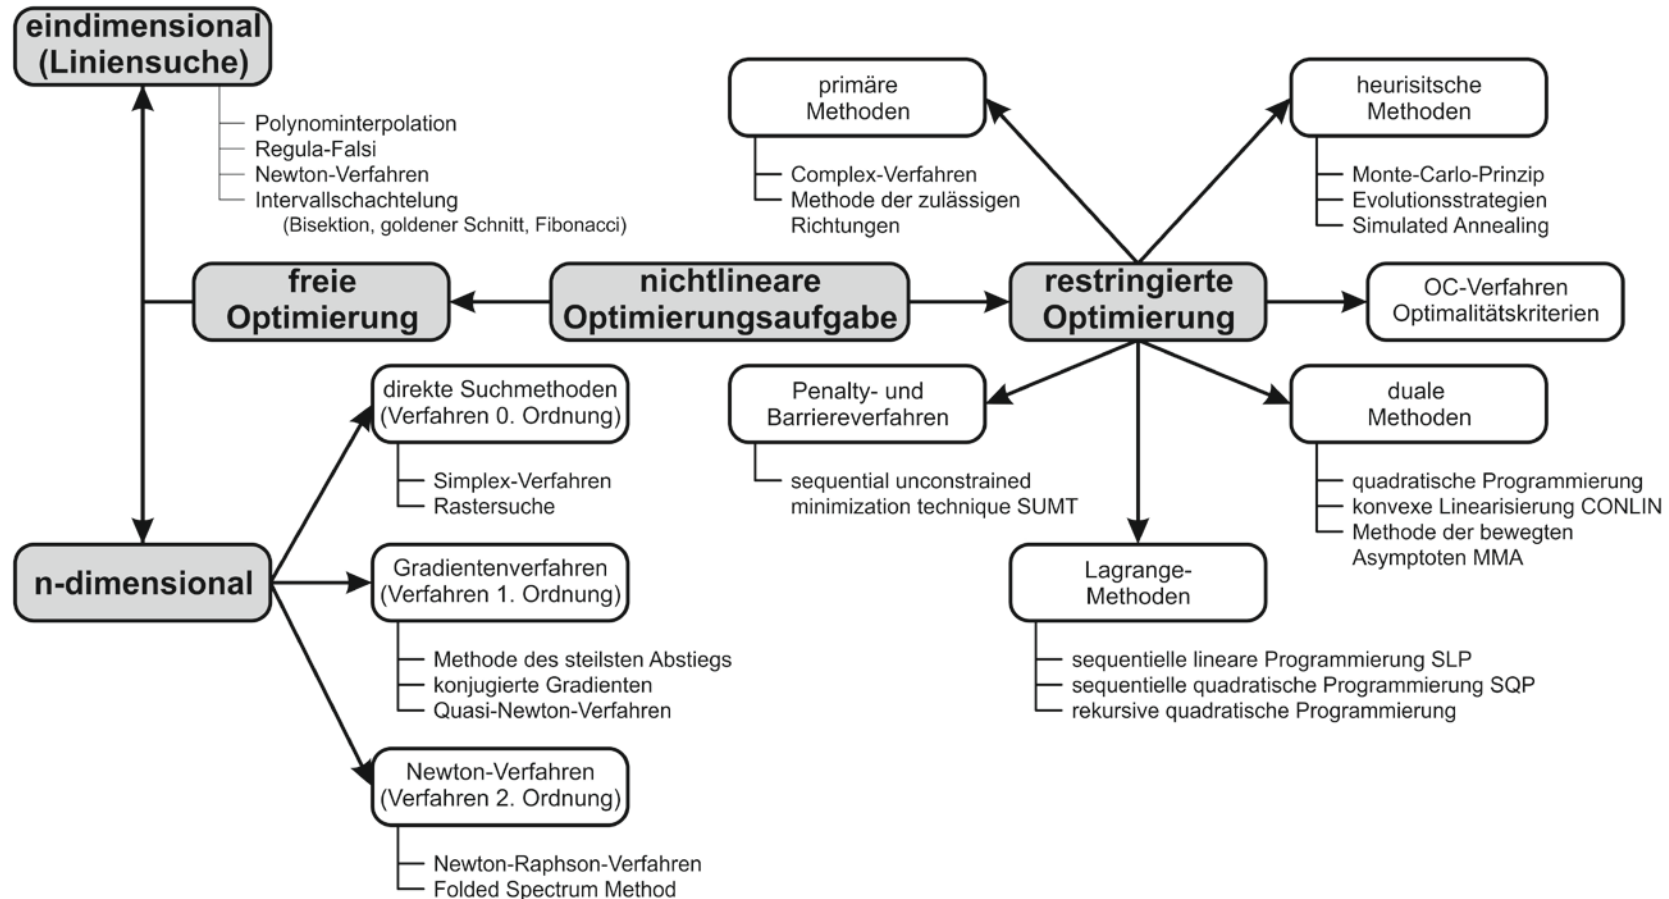 eindimensional
(Liniensuche)
Polynominterpolation
Regula-Falsi
Newton-Verfahren
Intervallschachtelung
(Bisektion, goldener Schnitt, Fibonacci)
primäre
Methoden
Complex-Verfahren
Methode der zulässigen
Richtungen
heurisitsche
Methoden
Monte-Carlo-Prinzip
Evolutionsstrategien
Simulated Annealing
freie
Optimierung
nichtlineare
Optimierungsaufgabe
restringierte
Optimierung
OC-Verfahren
Optimalitätskriterien
direkte Suchmethoden
(Verfahren 0. Ordnung)
Simplex-Verfahren
Rastersuche
Penalty- und
Barriereverfahren
sequential unconstrained
minimization technique SUMT
duale
Methoden
quadratische Programmierung
konvexe Linearisierung CONLIN
Methode der bewegten
Asymptoten MMA
n-dimensional
Gradientenverfahren
(Verfahren 1. Ordnung)
Methode des steilsten Abstiegs
konjugierte Gradienten
Quasi-Newton-Verfahren
Lagrange-
Methoden
sequentielle lineare Programmierung SLP
sequentielle quadratische Programmierung SQP
rekursive quadratische Programmierung
Newton-Verfahren
(Verfahren 2. Ordnung)
Newton-Raphson-Verfahren
Folded Spectrum Method